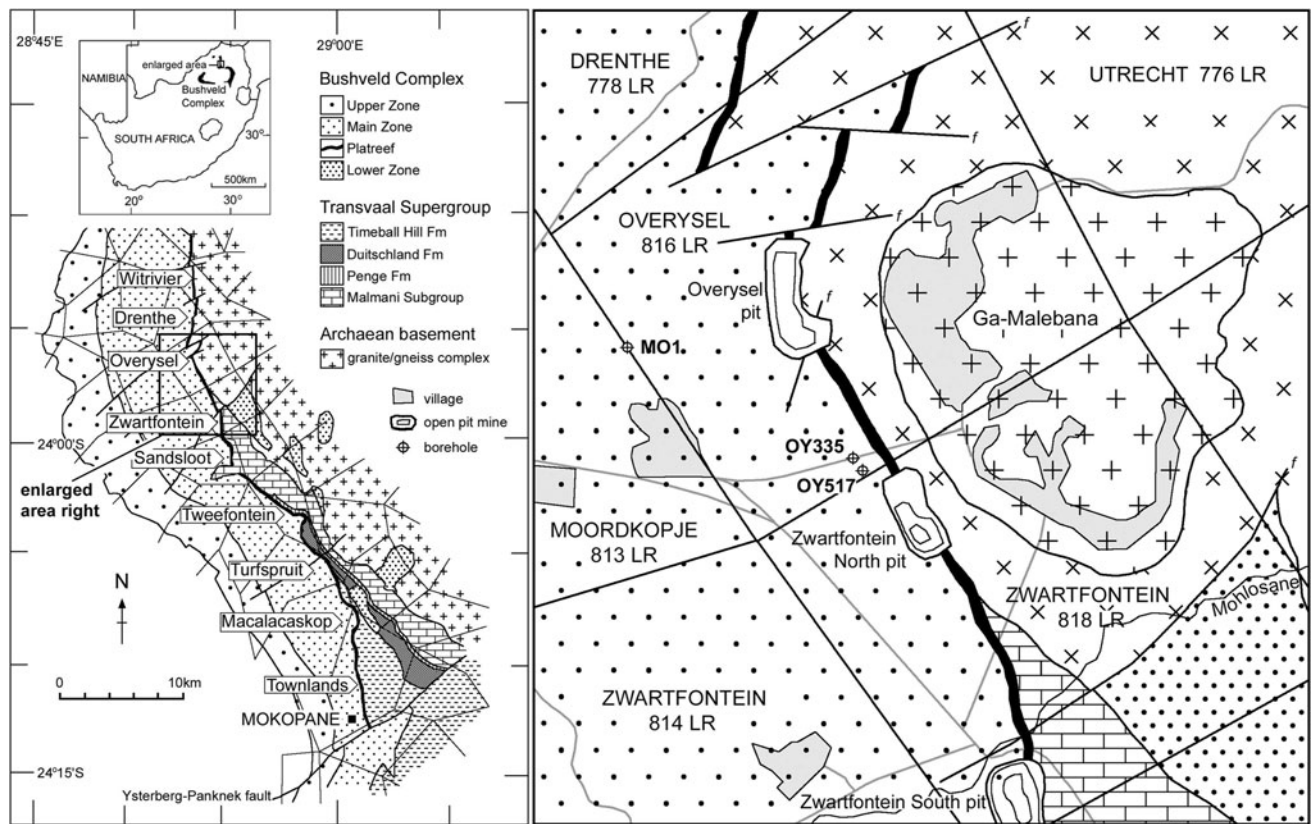 28°45'E
29°00'E
NAMIBIA
enlarged area
Bushveld
Complex
SOUTH AFRICA
30°
500km
20°
30°
Bushveld Complex
Upper Zone
Main Zone
Platreef
Lower Zone
Transvaal Supergroup
Timeball Hill Fm
Duitschland Fm
Penge Fm
Malmani Subgroup
Archaean basement
granite/gneiss complex
village
open pit mine
borehole
Witrivier
Drenthe
Overysel
Zwartfontein
24°00'S
Sandsloot
enlarged
area right
Tweefontein
Turfspruit
N
Macalacaskop
0
10km
Townlands
MOKOPANE
24°15'S
Ysterberg-Panknek fault
DRENTHE
778 LR
f
UTRECHT 776 LR
f
OVERYSEL
816 LR
f
Overysel
pit
f
Ga-Malebana
MO1
OY335
OY517
f
MOORDKOPJE
813 LR
Zwartfontein
North pit
ZWARTFONTEIN
818 LR
Mohlosane
ZWARTFONTEIN
814 LR
Zwartfontein South pit